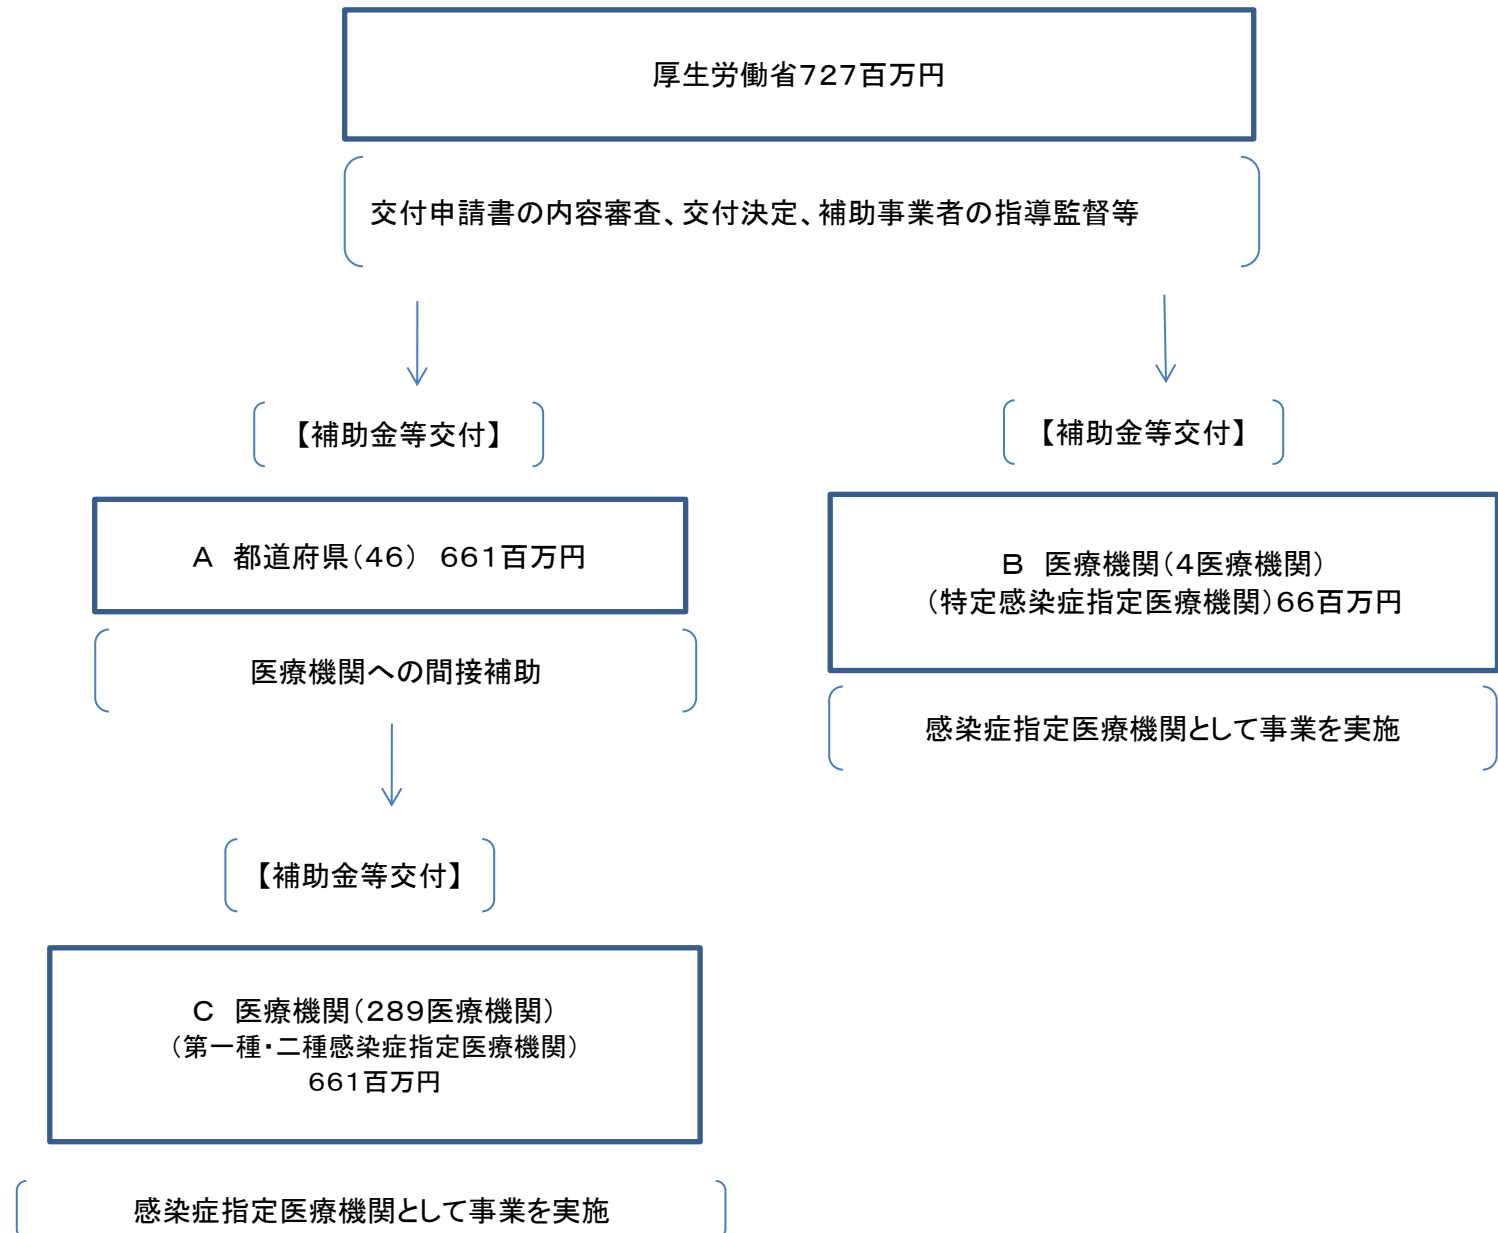 厚生労働省727百万円
交付申請書の内容審査、交付決定、補助事業者の指導監督等
【補助金等交付】
【補助金等交付】
A　都道府県（46）　661百万円
B　医療機関（4医療機関）
（特定感染症指定医療機関）66百万円
医療機関への間接補助
感染症指定医療機関として事業を実施
【補助金等交付】
C　医療機関（289医療機関）
（第一種・二種感染症指定医療機関）
661百万円
感染症指定医療機関として事業を実施